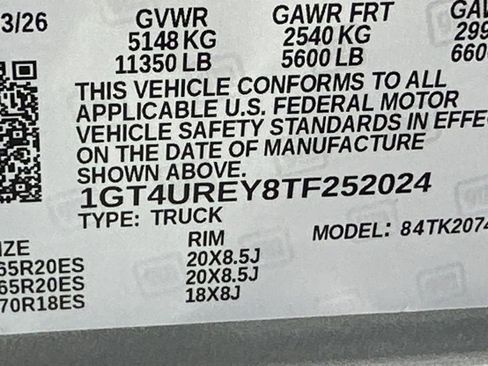 3/26 GVWR GAWR FRT GA
5148 KG 2540 KG 299
11350 LB 5600 LB 660
THIS VEHICLE CONFORMS TO ALL
APPLICABLE U.S. FEDERAL MOTOR
VEHICLE SAFETY STANDARDS IN EFFE
ON THE DATE OF MANUFACTURE
SHOWN ABOVE.
1GT4UREY8TF252024
TYPE: TRUCK MODEL: 84TK2074
ZE RIM
65R20ES 20X8.5J
65R20ES 20X8.5J
70R18ES 18X8J